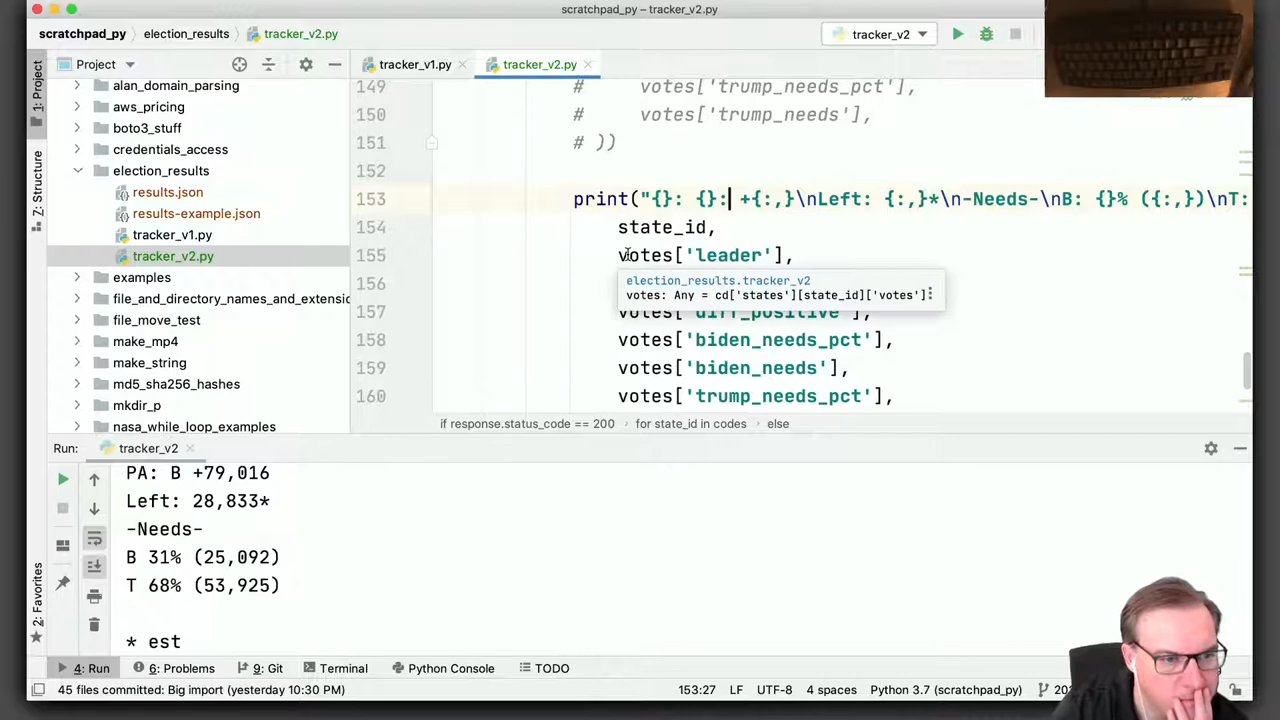 scratchpad_py – tracker_v2.py
scratchpad_py
election_results
tracker_v2.py
tracker_v2
Project
tracker_v1.py
tracker_v2.py
1: Project
Z: Structure
2: Favorites
alan_domain_parsing
aws_pricing
boto3_stuff
credentials_access
election_results
results.json
results-example.json
tracker_v1.py
tracker_v2.py
examples
file_and_directory_names_and_extensio
file_move_test
make_mp4
make_string
md5_sha256_hashes
mkdir_p
nasa_while_loop_examples
149 # votes['trump_needs_pct'],
150 # votes['trump_needs'],
151 # ))
152
153 print("{}: {}: +{:,}\nLeft: {:,}*\n-Needs-\nB: {}% ({:,})\nT:
154 state_id,
155 votes['leader'],
156
election_results.tracker_v2
votes: Any = cd['states'][state_id]['votes']
157 votes['diff_positive'],
158 votes['biden_needs_pct'],
159 votes['biden_needs'],
160 votes['trump_needs_pct'],
if response.status_code == 200
for state_id in codes
else
Run:
tracker_v2
PA: B +79,016
Left: 28,833*
-Needs-
B 31% (25,092)
T 68% (53,925)
* est
4: Run
6: Problems
9: Git
Terminal
Python Console
TODO
45 files committed: Big import (yesterday 10:30 PM)
153:27
LF
UTF-8
4 spaces
Python 3.7 (scratchpad_py)